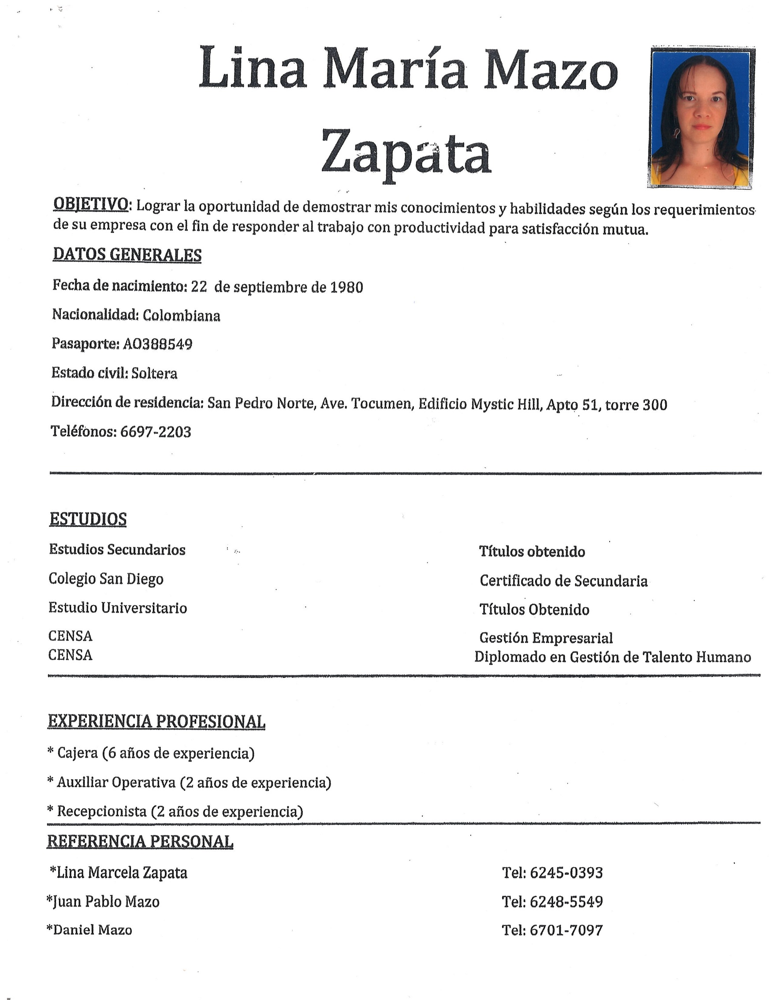 Lina María Mazo
Zapata
OBJETIVO: Lograr la oportunidad de demostrar mis conocimientos y habilidades según los requerimientos
de su empresa con el fin de responder al trabajo con productividad para satisfacción mutua.
DATOS GENERALES
Fecha de nacimiento: 22 de septiembre de 1980
Nacionalidad: Colombiana
Pasaporte: AO388549
Estado civil: Soltera
Dirección de residencia: San Pedro Norte, Ave. Tocumen, Edificio Mystic Hill, Apto 51, torre 300
Teléfonos: 6697-2203
ESTUDIOS
Estudios Secundarios Títulos obtenido
Colegio San Diego Certificado de Secundaria
Estudio Universitario Títulos Obtenido
CENSA Gestión Empresarial
CENSA Diplomado en Gestión de Talento Humano
EXPERIENCIA PROFESIONAL
* Cajera (6 años de experiencia)
* Auxiliar Operativa (2 años de experiencia)
* Recepcionista (2 años de experiencia)
REFERENCIA PERSONAL
*Lina Marcela Zapata Tel: 6245-0393
*Juan Pablo Mazo Tel: 6248-5549
*Daniel Mazo Tel: 6701-7097